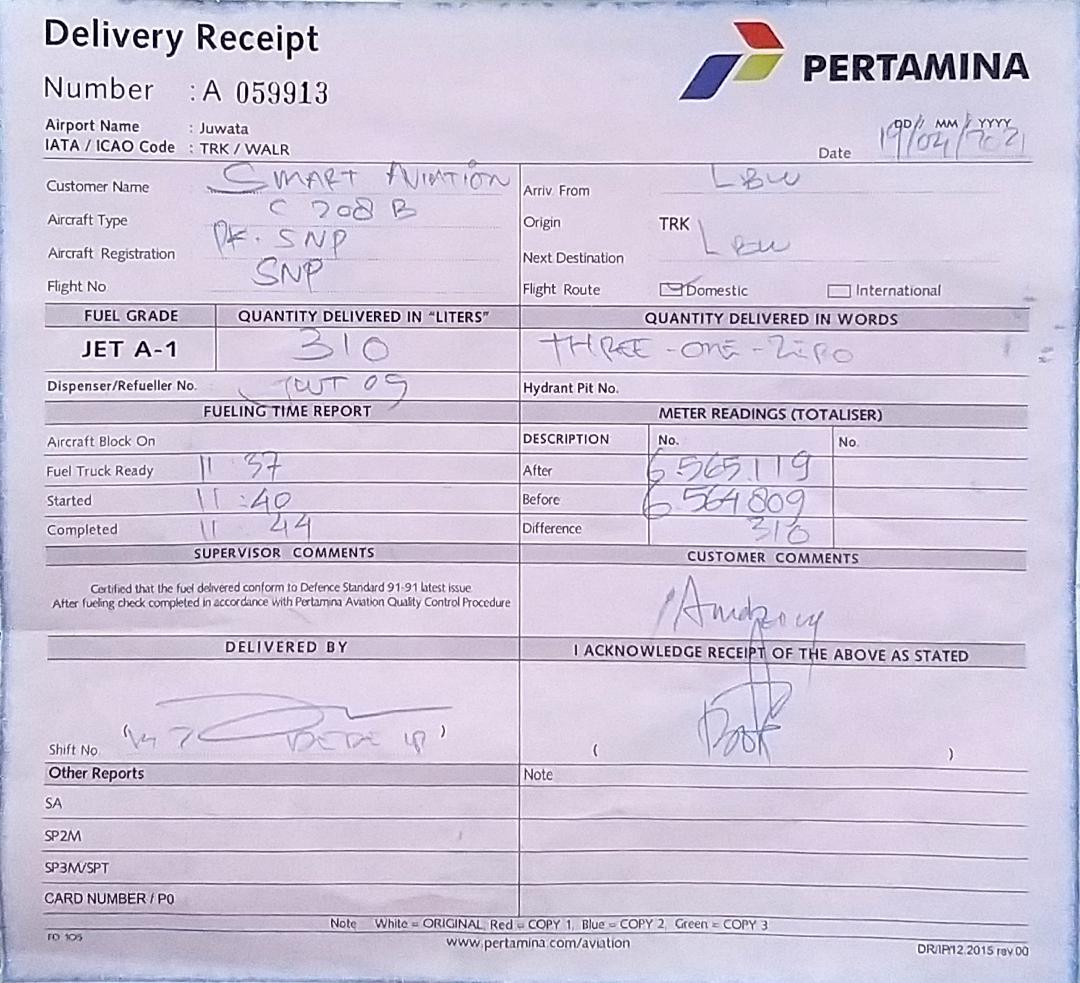 Delivery Receipt
PERTAMINA
Number : A 059913
Airport Name : Juwata
IATA / ICAO Code : TRK / WALR
Date DD/ MM/ YYYY 19/04/2021
Customer Name SMART AVIATION
Arriv. From LBW
Aircraft Type C 208 B
Origin TRK
Aircraft Registration PK. SNP
Next Destination LBW
Flight No SNP
Flight Route Domestic International
FUEL GRADE QUANTITY DELIVERED IN "LITERS" QUANTITY DELIVERED IN WORDS
JET A-1 310 THREE - ONE - ZERO
Dispenser/Refueller No. 09
Hydrant Pit No.
FUELING TIME REPORT METER READINGS (TOTALISER)
Aircraft Block On DESCRIPTION No. No.
Fuel Truck Ready 11 37 After 6.565.119
Started 11:40 Before 6.564 809
Completed 11 44 Difference 310
SUPERVISOR COMMENTS CUSTOMER COMMENTS
Certified that the fuel delivered conform to Defence Standard 91-91 latest issue
After fueling check completed in accordance with Pertamina Aviation Quality Control Procedure
DELIVERED BY I ACKNOWLEDGE RECEIPT OF THE ABOVE AS STATED
Shift No. ( ) ( )
Other Reports Note
SA
SP2M
SP3M/SPT
CARD NUMBER / PO
Note White = ORIGINAL, Red = COPY 1, Blue = COPY 2, Green = COPY 3
FO 105
www.pertamina.com/aviation
DR/IP/12.2015 rev.00